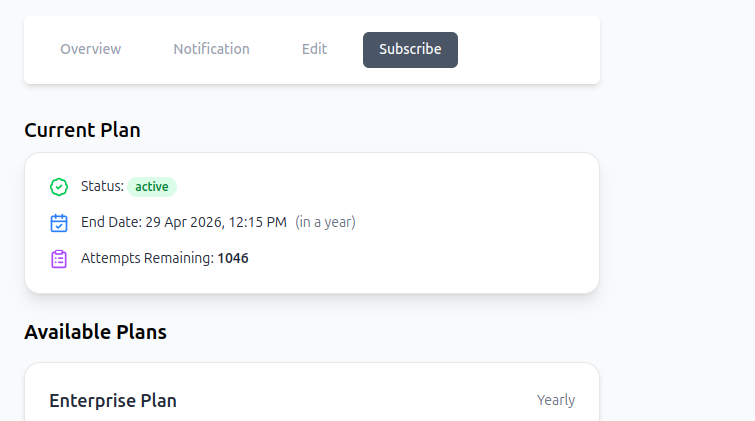 Overview Notification Edit Subscribe
Current Plan
Status: active
End Date: 29 Apr 2026, 12:15 PM (in a year)
Attempts Remaining: 1046
Available Plans
Enterprise Plan Yearly